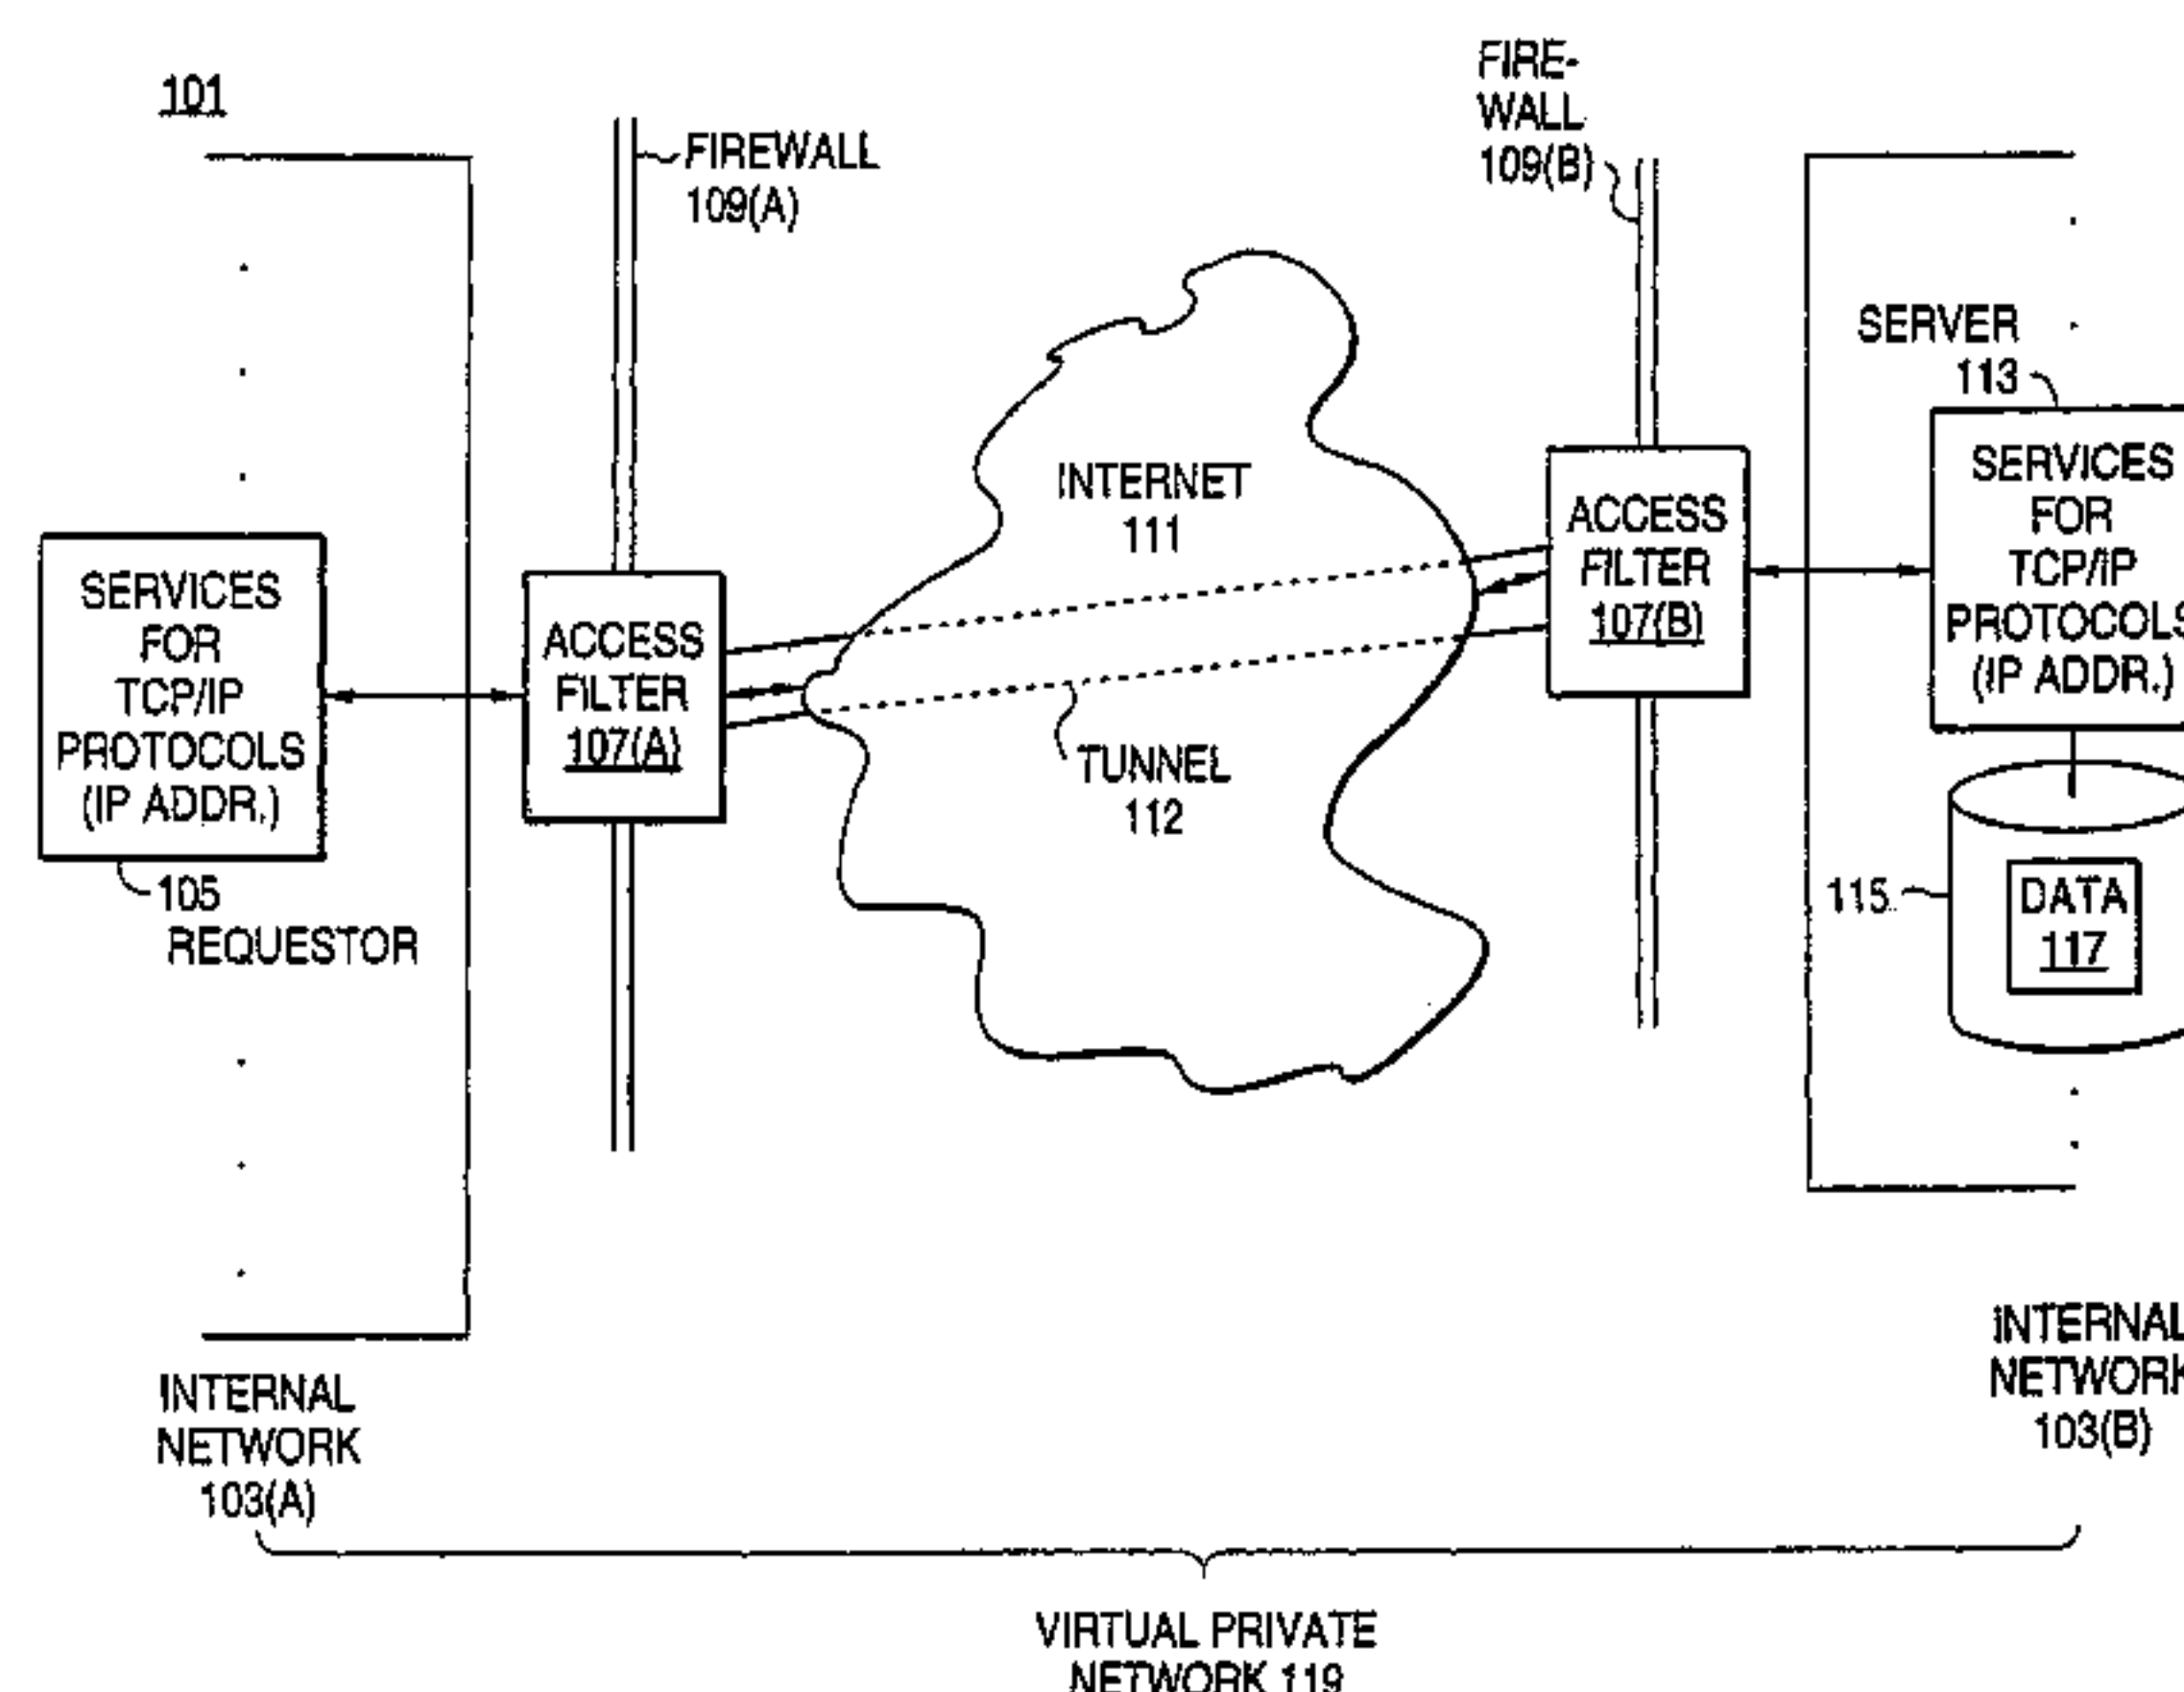 101
FIREWALL
109(A)
FIRE-
WALL
109(B)
SERVER
113
INTERNET
111
SERVICES
FOR
TCP/IP
PROTOCOLS
(IP ADDR.)
105
REQUESTOR
ACCESS
FILTER
107(A)
TUNNEL
112
ACCESS
FILTER
107(B)
SERVICES
FOR
TCP/IP
PROTOCOLS
(IP ADDR.)
115
DATA
117
INTERNAL
NETWORK
103(A)
INTERNAL
NETWORK
103(B)
VIRTUAL PRIVATE
NETWORK 119